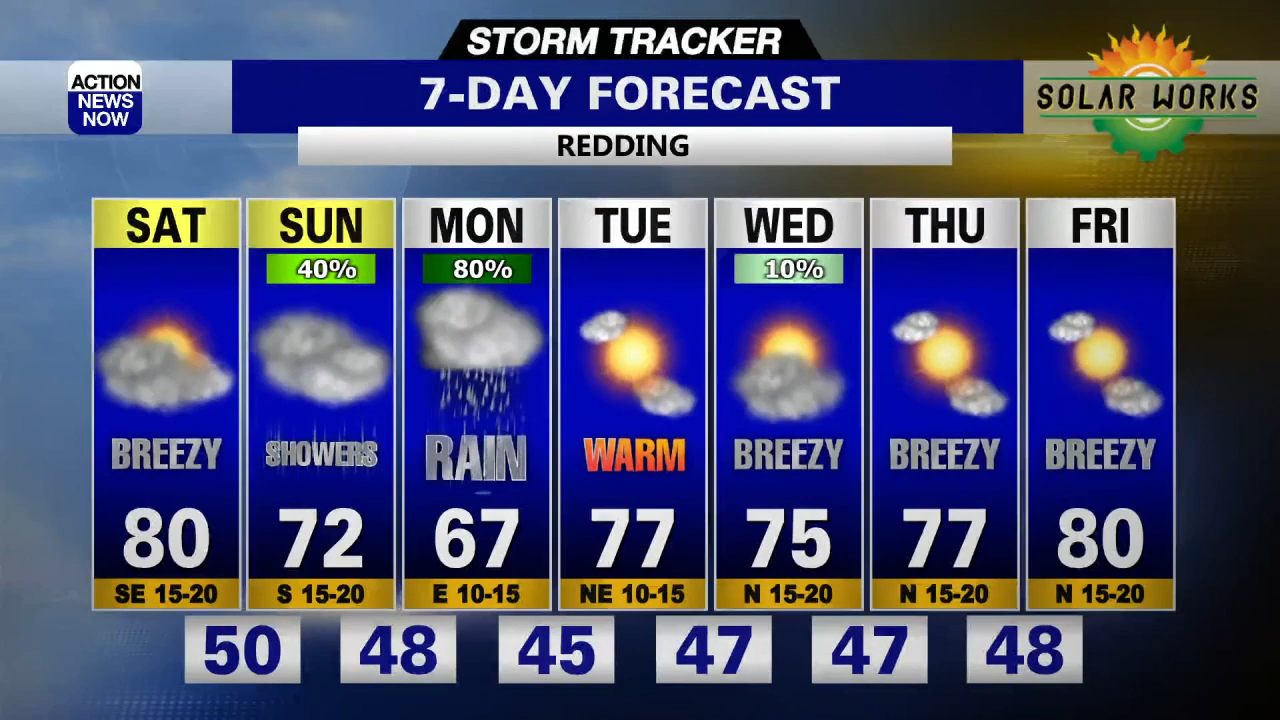 STORM TRACKER
ACTION
NEWS
NOW
7-DAY FORECAST
SOLAR WORKS
REDDING
SAT SUN MON TUE WED THU FRI
40% 80% 10%
BREEZY SHOWERS RAIN WARM BREEZY BREEZY BREEZY
80 72 67 77 75 77 80
SE 15-20 S 15-20 E 10-15 NE 10-15 N 15-20 N 15-20 N 15-20
50 48 45 47 47 48